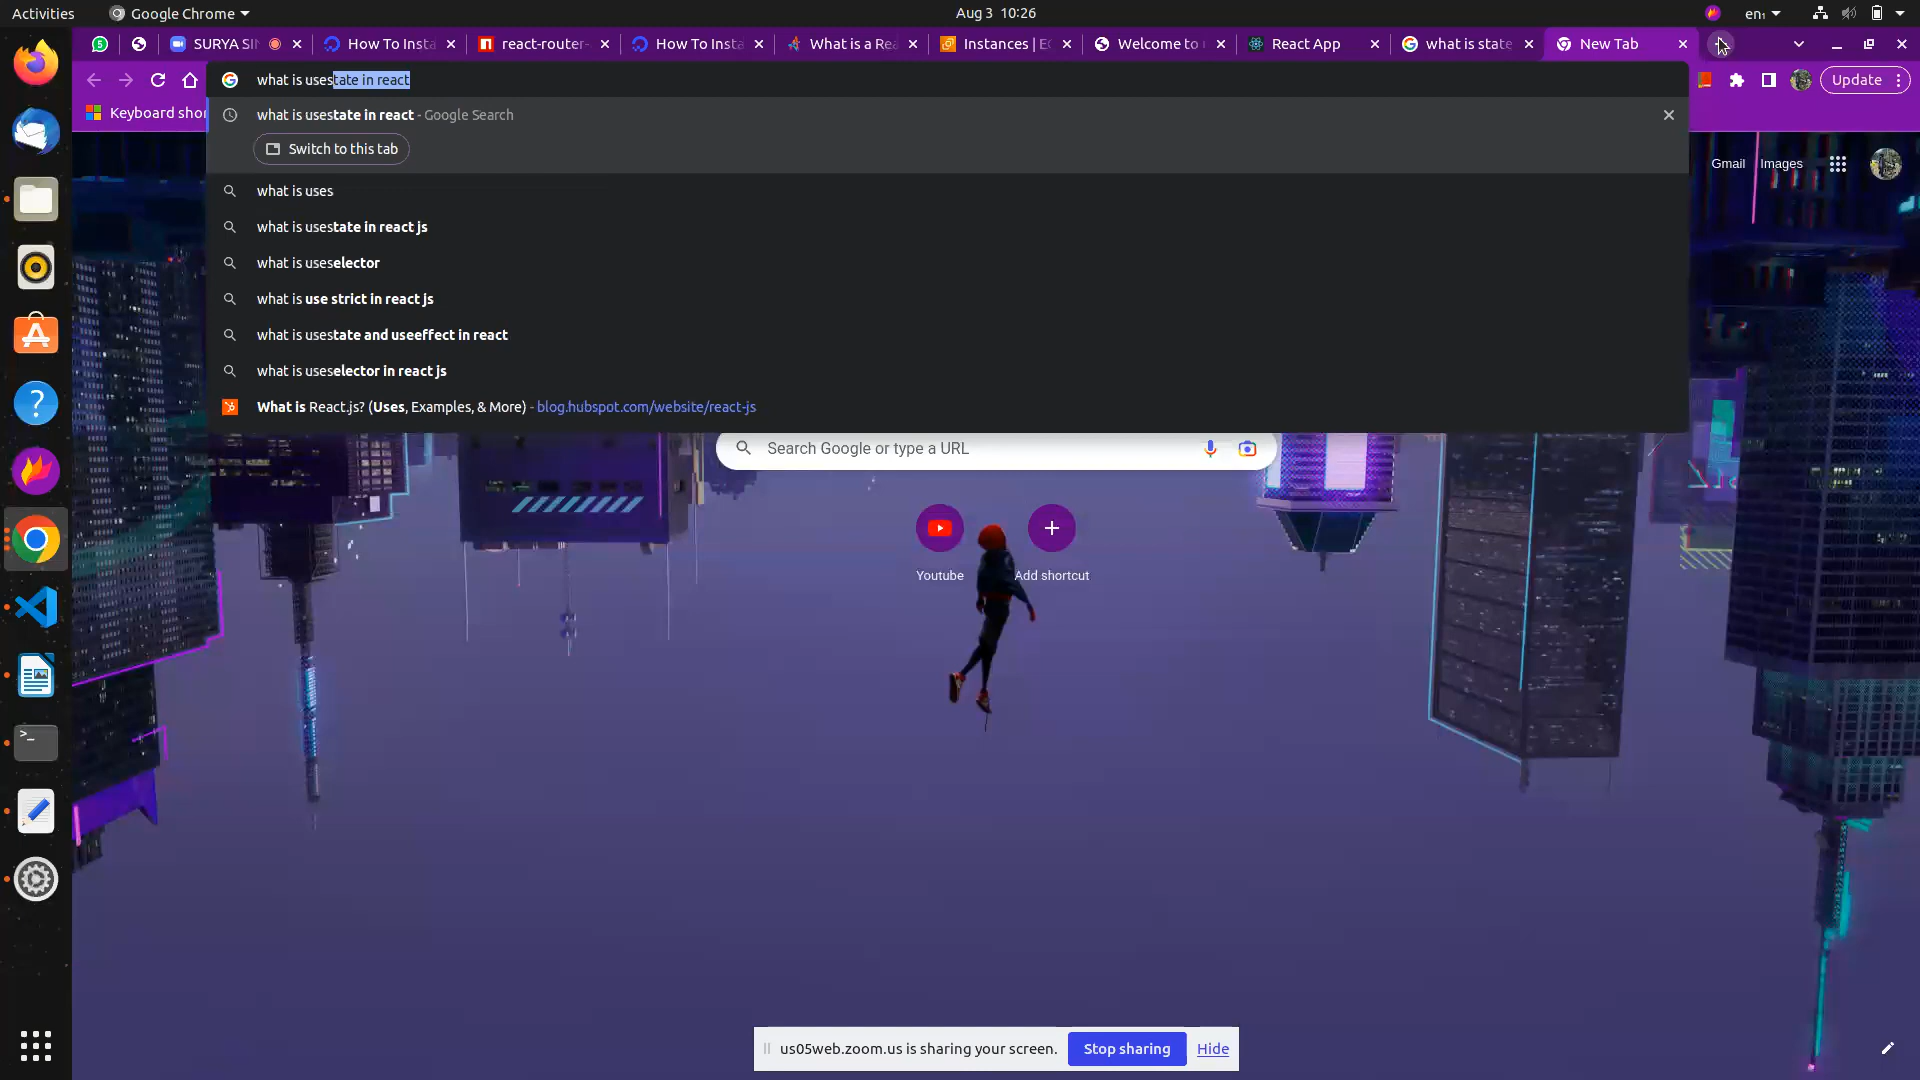 Activities
Google Chrome
Aug 3 10:26
en₁
SURYA SI
How To Insta
react-router-
How To Insta
What is a Rea
Instances | E
Welcome to
React App
what is state
New Tab
what is usestate in react
Update
Keyboard shor
what is usestate in react - Google Search
Switch to this tab
what is uses
what is usestate in react js
what is useselector
what is use strict in react js
what is usestate and useeffect in react
what is useselector in react js
What is React.js? (Uses, Examples, & More) - blog.hubspot.com/website/react-js
Gmail
Images
Search Google or type a URL
Youtube
Add shortcut
us05web.zoom.us is sharing your screen.
Stop sharing
Hide